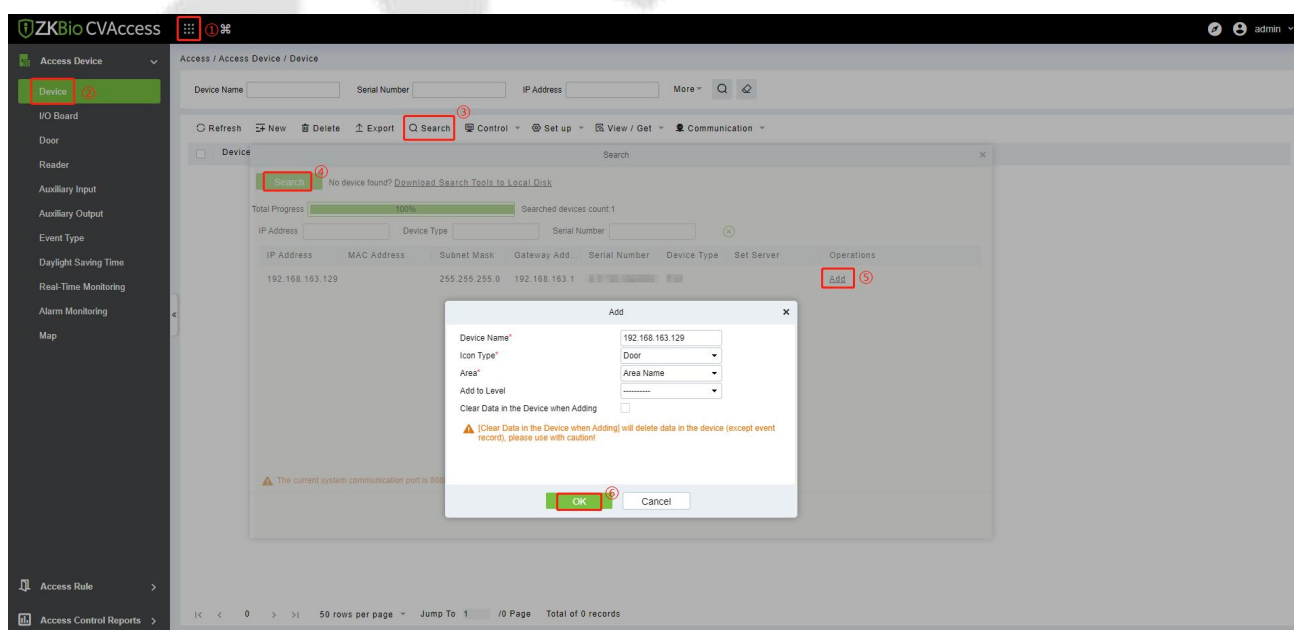 ZKBio CVAccess ① ⌘ admin
Access Device
Access / Access Device / Device
Device ②
Device Name Serial Number IP Address More
I/O Board
③
Refresh New Delete Export Search Control Set up View / Get Communication
Door
Device Search ×
Reader
④
Search No device found? Download Search Tools to Local Disk
Auxiliary Input
Total Progress 100% Searched devices count:1
Auxiliary Output
IP Address Device Type Serial Number
Event Type
IP Address MAC Address Subnet Mask Gateway Add... Serial Number Device Type Set Server Operations
Daylight Saving Time
192.168.163.129 255.255.255.0 192.168.163.1 Add ⑤
Real-Time Monitoring
Alarm Monitoring
Add ×
Map
Device Name* 192.168.163.129
Icon Type* Door
Area* Area Name
Add to Level ----------
Clear Data in the Device when Adding
[Clear Data in the Device when Adding] will delete data in the device (except event
record), please use with caution!
The current system communication port is
⑥
OK Cancel
Access Rule
|< < 0 > >| 50 rows per page Jump To 1 /0 Page Total of 0 records
Access Control Reports